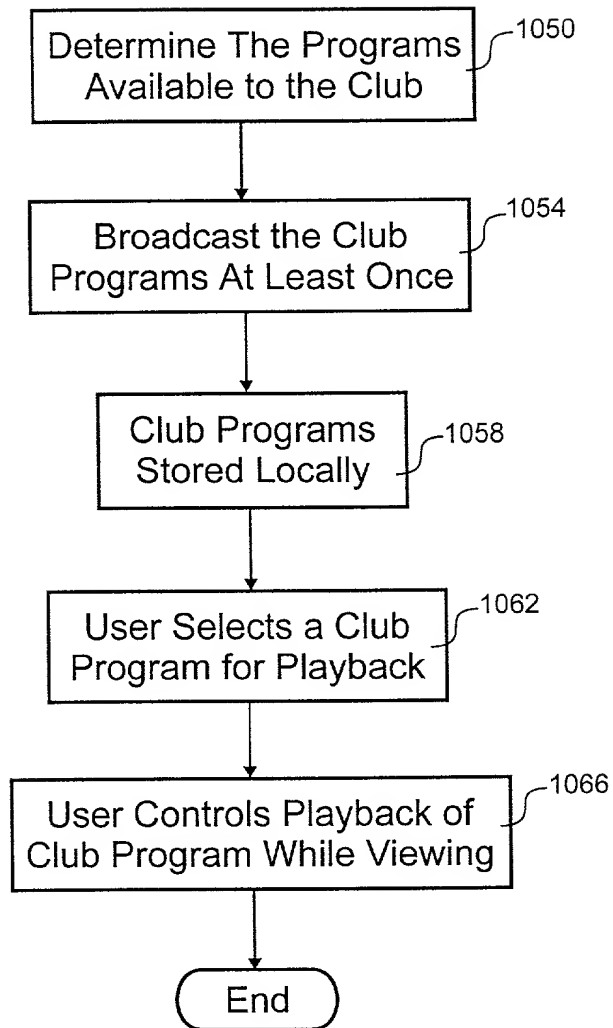 Determine The Programs
Available to the Club
1050
Broadcast the Club
Programs At Least Once
1054
Club Programs
Stored Locally
1058
User Selects a Club
Program for Playback
1062
User Controls Playback of
Club Program While Viewing
1066
End